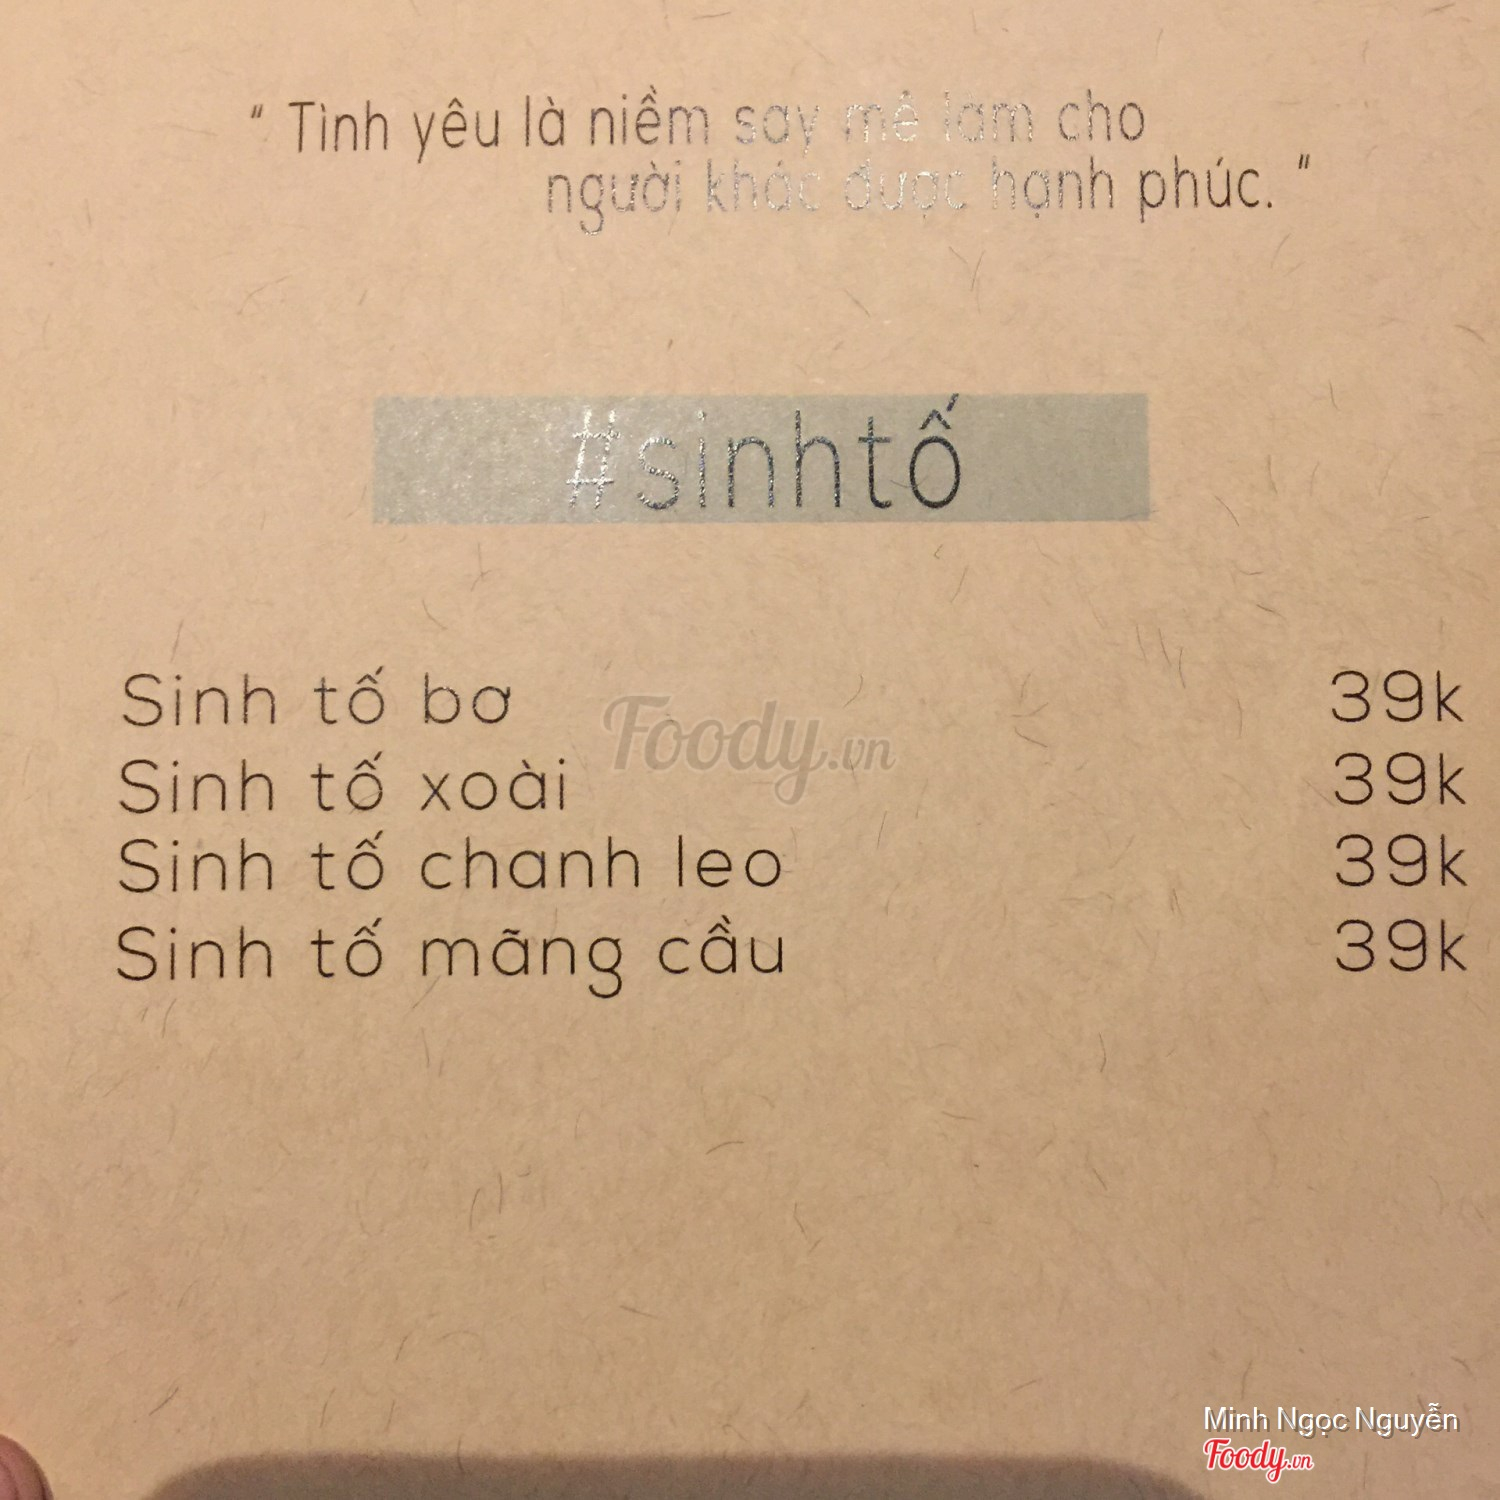 “ Tình yêu là niềm say mê làm cho
người khác được hạnh phúc. ”
#sinhtố
Sinh tố bơ 39k
Sinh tố xoài 39k
Sinh tố chanh leo 39k
Sinh tố mãng cầu 39k
Foody.vn
Minh Ngọc Nguyễn
Foody.vn